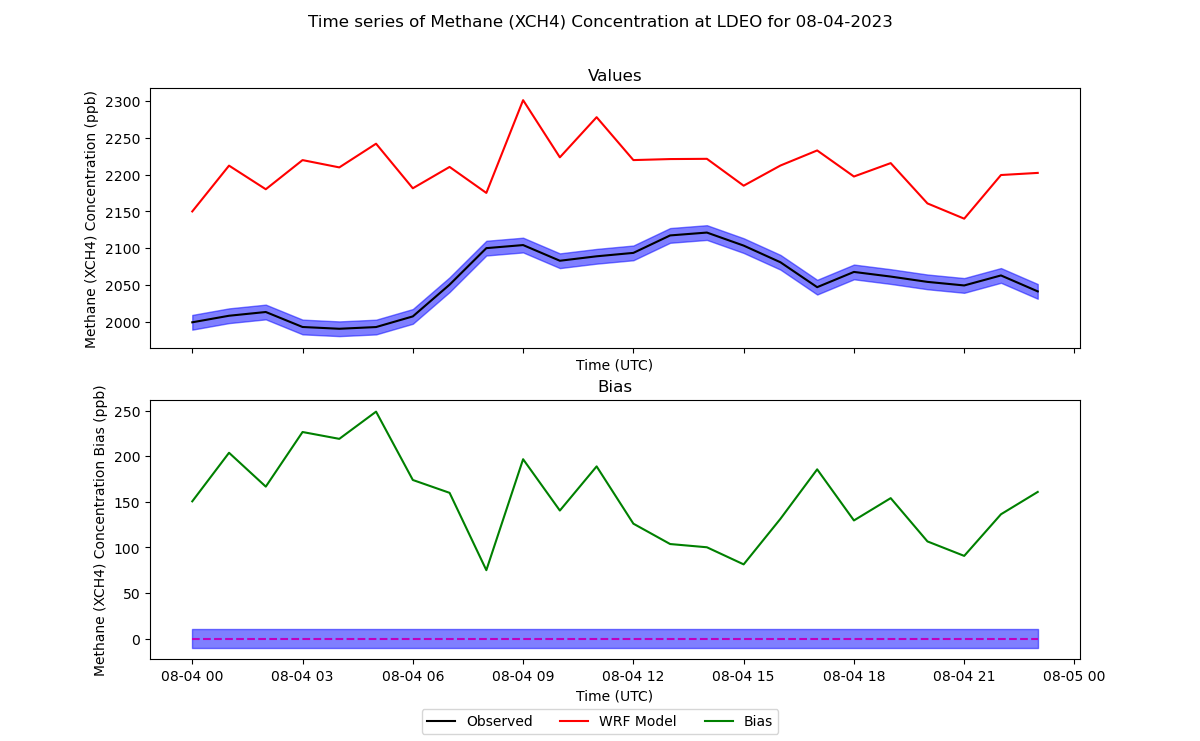 Time series of Methane (XCH4) Concentration at LDEO for 08-04-2023
Values
Methane (XCH4) Concentration (ppb)
2300
2250
2200
2150
2100
2050
2000
Time (UTC)
Bias
Methane (XCH4) Concentration Bias (ppb)
250
200
150
100
50
0
08-04 00 08-04 03 08-04 06 08-04 09 08-04 12 08-04 15 08-04 18 08-04 21 08-05 00
Time (UTC)
Observed WRF Model Bias